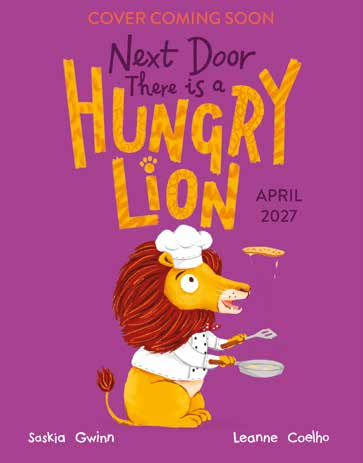 COVER COMING SOON
Next Door
There is a
HUNGRY
LiON
APRIL
2027
Saskia Gwinn Leanne Coelho